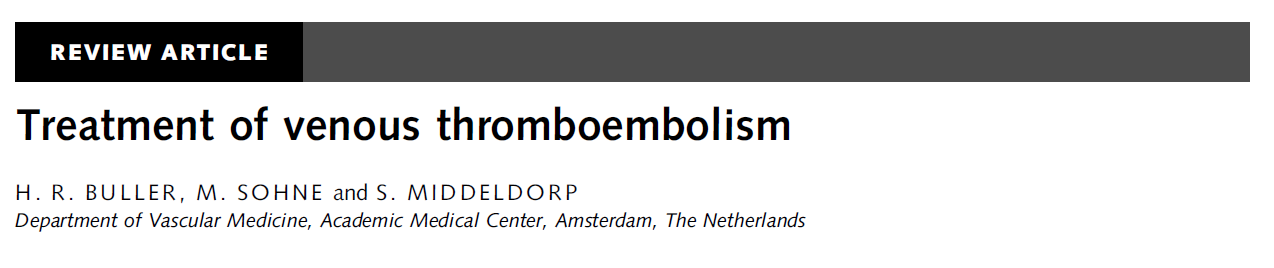 REVIEW ARTICLE
Treatment of venous thromboembolism
H. R. BULLER, M. SOHNE and S. MIDDELDORP
Department of Vascular Medicine, Academic Medical Center, Amsterdam, The Netherlands